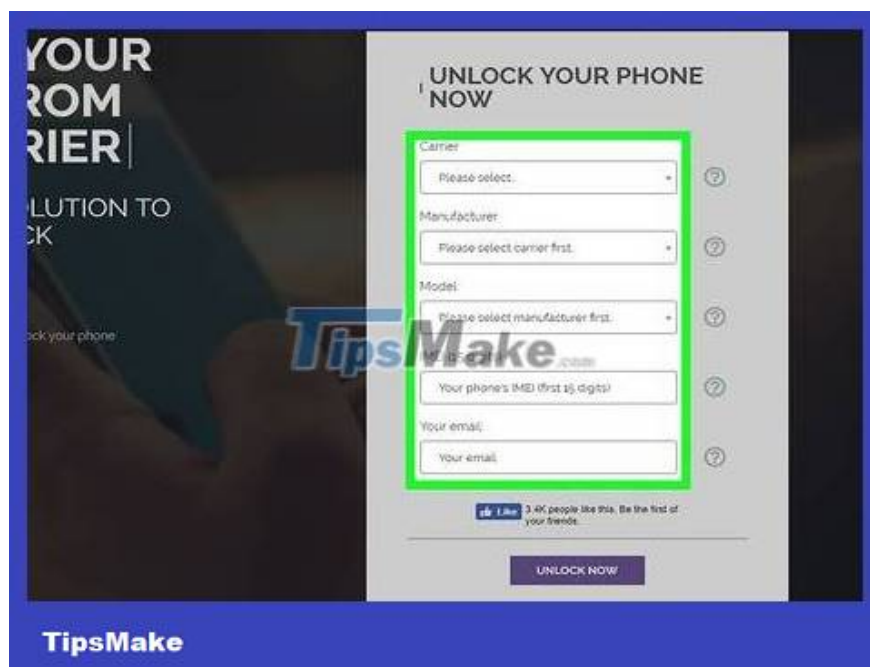 YOUR
ROM
RIER
LUTION TO
CK
ock your phone
UNLOCK YOUR PHONE
NOW
Carrier
Please select.
?
Manufacturer
Please select carrier first.
?
Model
Please select manufacturer first.
?
Your phone's IMEI (first 15 digits)
?
Your email
Your email
?
Like 3.4K people like this. Be the first of
your friends.
UNLOCK NOW
TipsMake.com
TipsMake